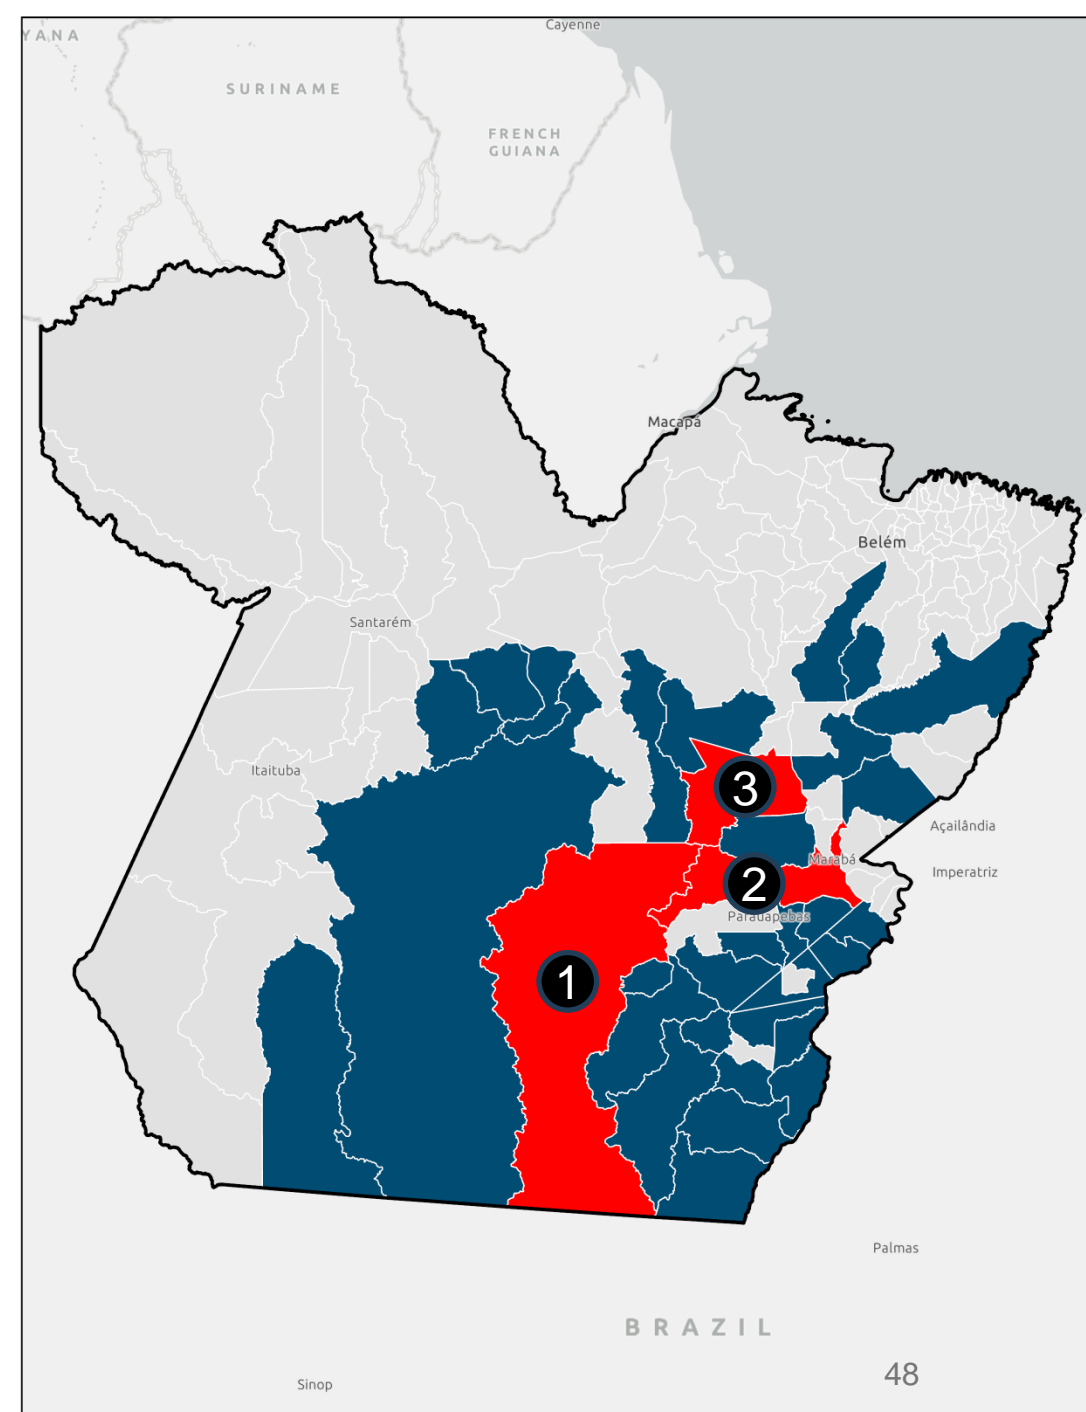 Cayenne
YANA
SURINAME
FRENCH
GUIANA
Macapá
Belém
Santarém
Itaituba
3
Açailândia
Marabá
Imperatriz
2
Parauapebas
1
Palmas
BRAZIL
48
Sinop